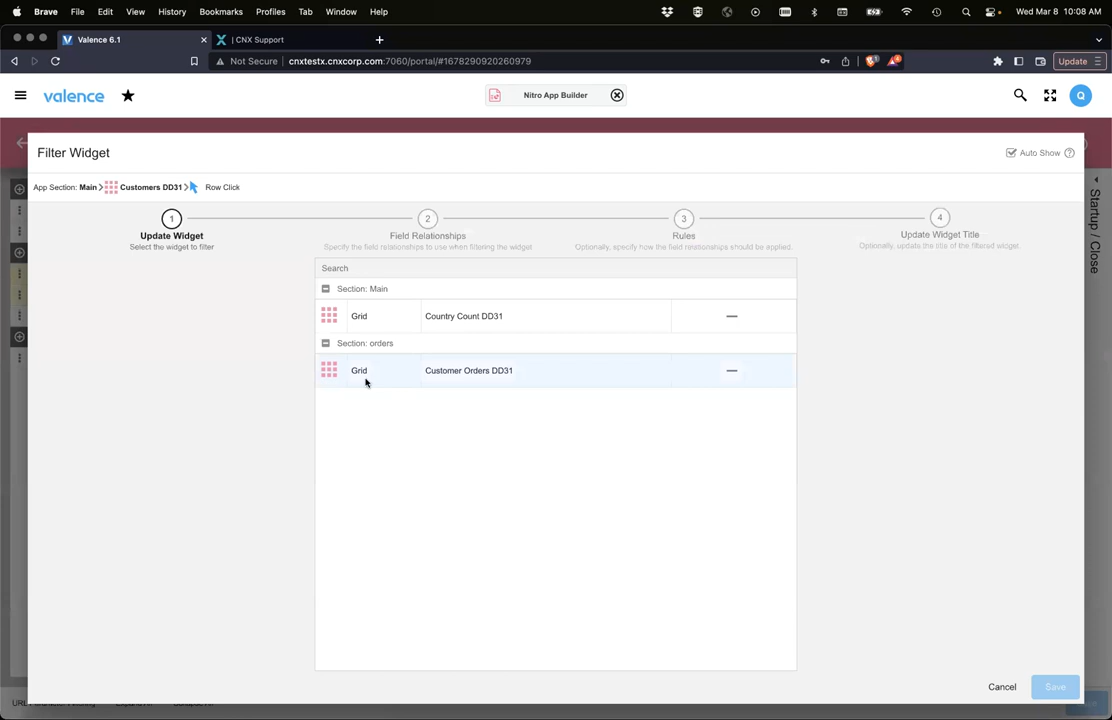 Brave File Edit View History Bookmarks Profiles Tab Window Help Wed Mar 8 10:08 AM
Valence 6.1 | CNX Support
Not Secure cnxtestx.cnxcorp.com:7060/portal/#1678290920260979 Update
valence Nitro App Builder Q
Filter Widget Auto Show
App Section: Main Customers DD31 Row Click
1 2 3 4
Update Widget Field Relationships Rules Update Widget Title
Select the widget to filter Specify the field relationships to use when filtering the widget. Optionally, specify how the field relationships should be applied. Optionally, update the title of the filtered widget.
Startup / Close
Search
Section: Main
Grid Country Count DD31
Section: orders
Grid Customer Orders DD31
Cancel Save